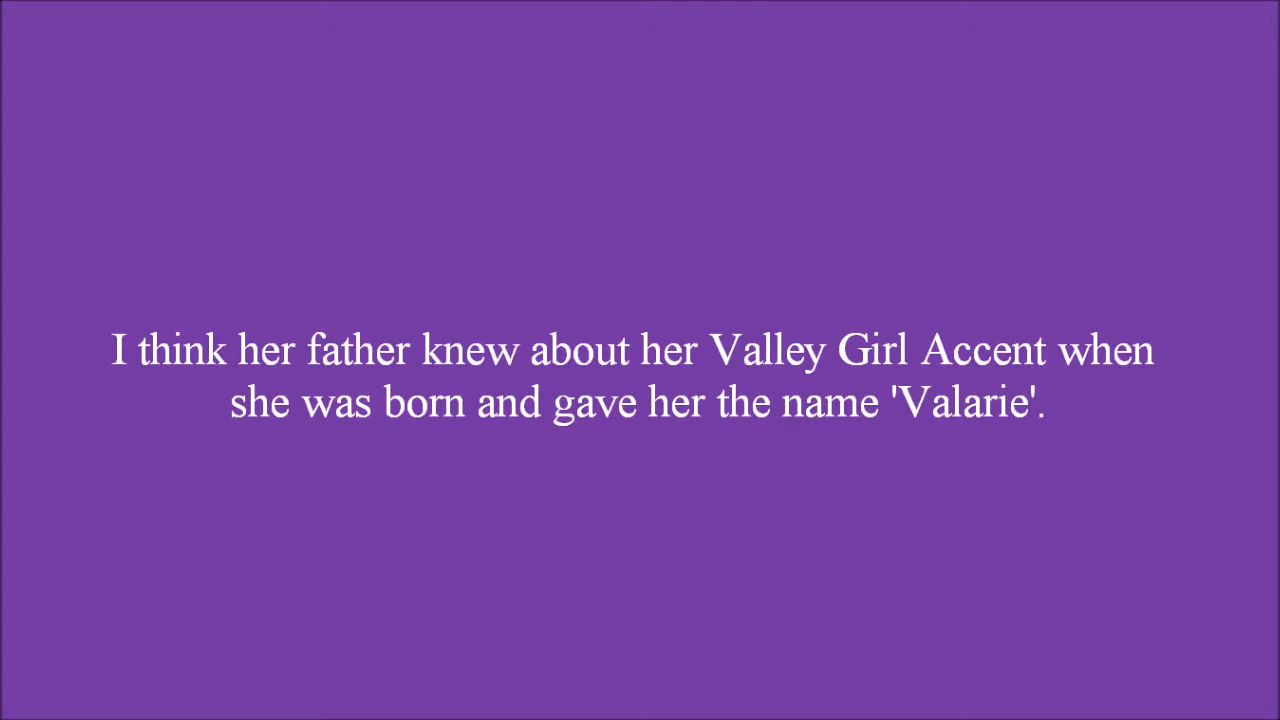 I think her father knew about her Valley Girl Accent when
she was born and gave her the name 'Valarie'.